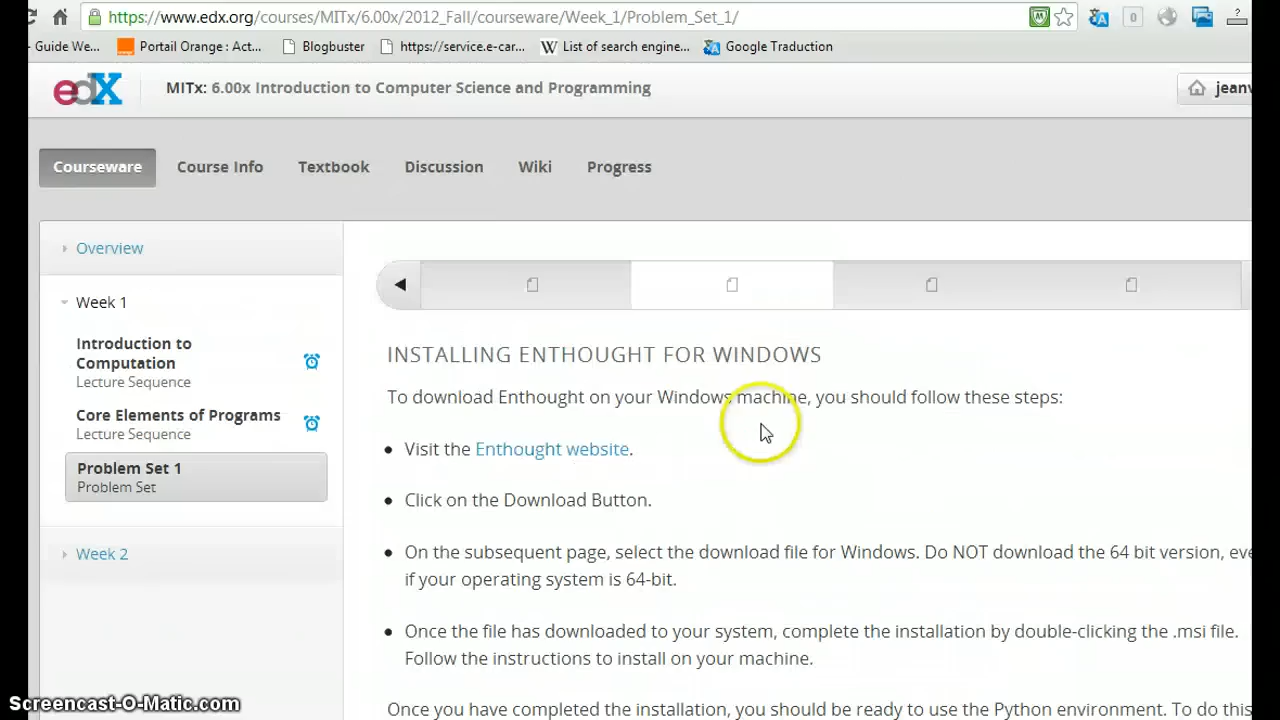 https://www.edx.org/courses/MITx/6.00x/2012_Fall/courseware/Week_1/Problem_Set_1/
Guide We... Portail Orange : Act... Blogbuster https://service.e-car... List of search engine... Google Traduction
edX MITx: 6.00x Introduction to Computer Science and Programming
Courseware Course Info Textbook Discussion Wiki Progress
Overview
Week 1
Introduction to
Computation
Lecture Sequence
Core Elements of Programs
Lecture Sequence
Problem Set 1
Problem Set
Week 2
INSTALLING ENTHOUGHT FOR WINDOWS
To download Enthought on your Windows machine, you should follow these steps:
Visit the Enthought website.
Click on the Download Button.
On the subsequent page, select the download file for Windows. Do NOT download the 64 bit version, eve
if your operating system is 64-bit.
Once the file has downloaded to your system, complete the installation by double-clicking the .msi file.
Follow the instructions to install on your machine.
Once you have completed the installation, you should be ready to use the Python environment. To do this
Screencast-O-Matic.com